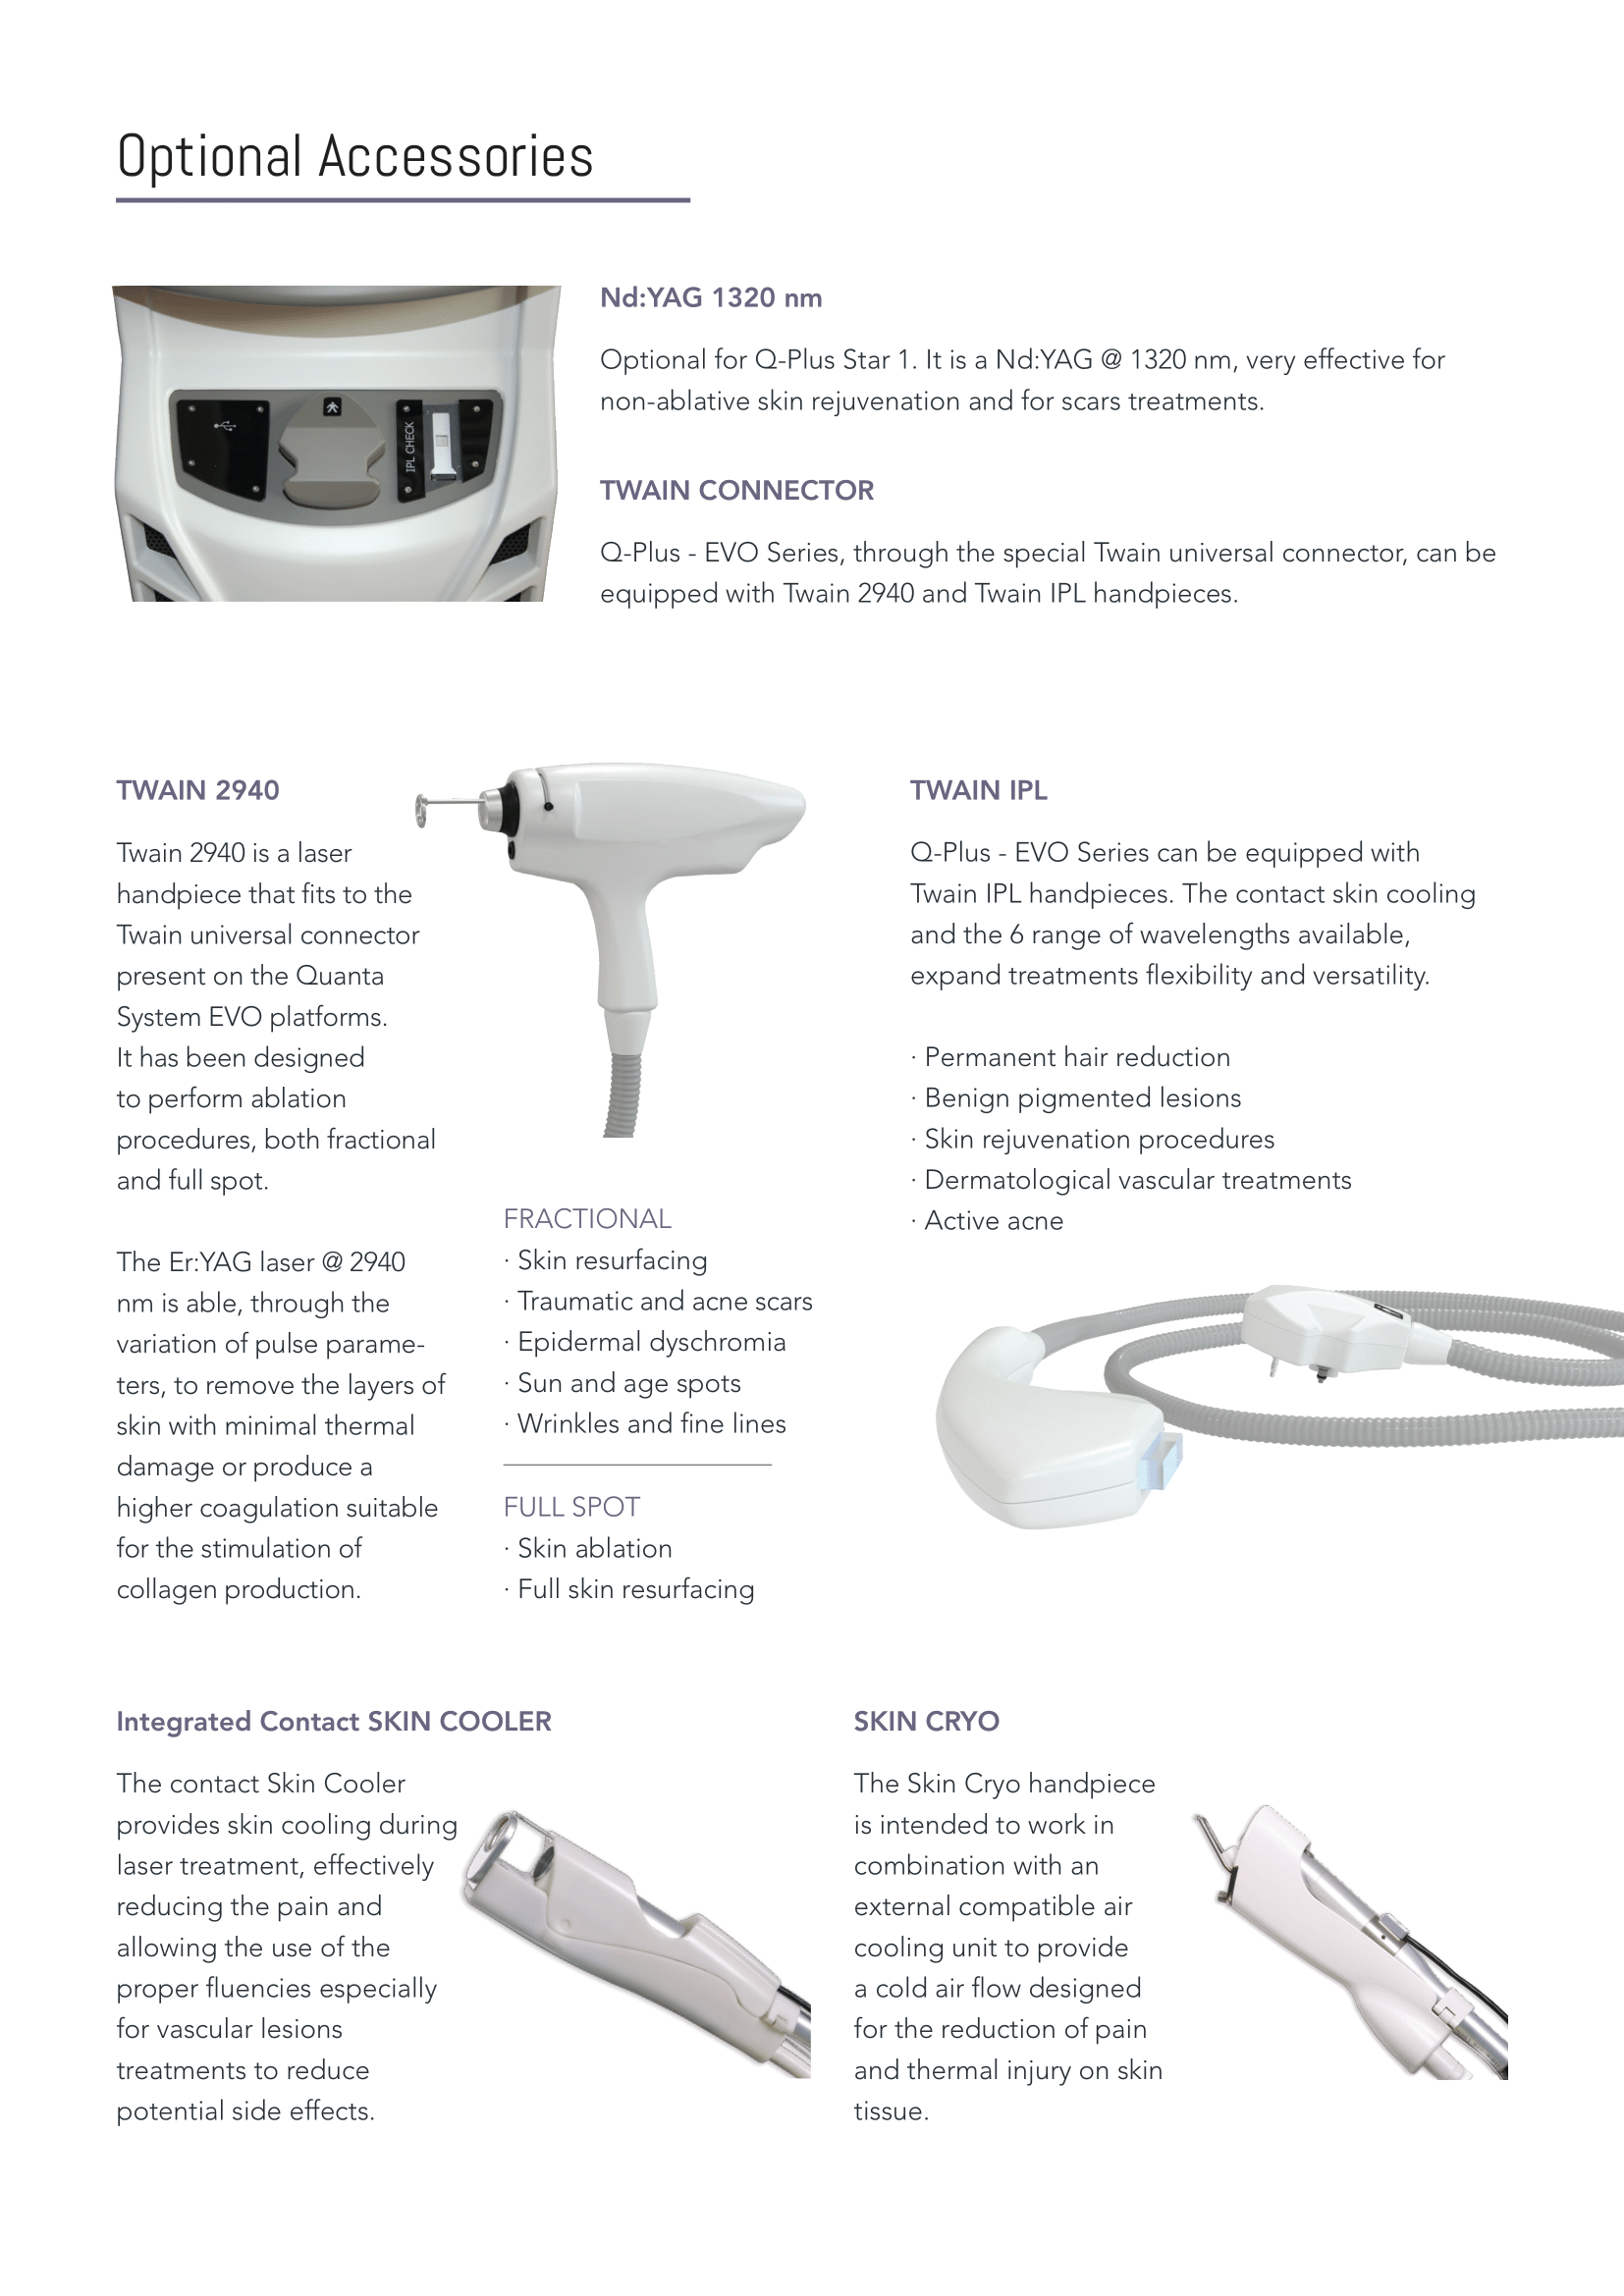 Optional Accessories
IPL CHECK
Nd:YAG 1320 nm
Optional for Q-Plus Star 1. It is a Nd:YAG @ 1320 nm, very effective for
non-ablative skin rejuvenation and for scars treatments.
TWAIN CONNECTOR
Q-Plus - EVO Series, through the special Twain universal connector, can be
equipped with Twain 2940 and Twain IPL handpieces.
TWAIN 2940
Twain 2940 is a laser
handpiece that fits to the
Twain universal connector
present on the Quanta
System EVO platforms.
It has been designed
to perform ablation
procedures, both fractional
and full spot.
The Er:YAG laser @ 2940
nm is able, through the
variation of pulse parame-
ters, to remove the layers of
skin with minimal thermal
damage or produce a
higher coagulation suitable
for the stimulation of
collagen production.
FRACTIONAL
· Skin resurfacing
· Traumatic and acne scars
· Epidermal dyschromia
· Sun and age spots
· Wrinkles and fine lines
FULL SPOT
· Skin ablation
· Full skin resurfacing
TWAIN IPL
Q-Plus - EVO Series can be equipped with
Twain IPL handpieces. The contact skin cooling
and the 6 range of wavelengths available,
expand treatments flexibility and versatility.
· Permanent hair reduction
· Benign pigmented lesions
· Skin rejuvenation procedures
· Dermatological vascular treatments
· Active acne
Integrated Contact SKIN COOLER
The contact Skin Cooler
provides skin cooling during
laser treatment, effectively
reducing the pain and
allowing the use of the
proper fluencies especially
for vascular lesions
treatments to reduce
potential side effects.
SKIN CRYO
The Skin Cryo handpiece
is intended to work in
combination with an
external compatible air
cooling unit to provide
a cold air flow designed
for the reduction of pain
and thermal injury on skin
tissue.